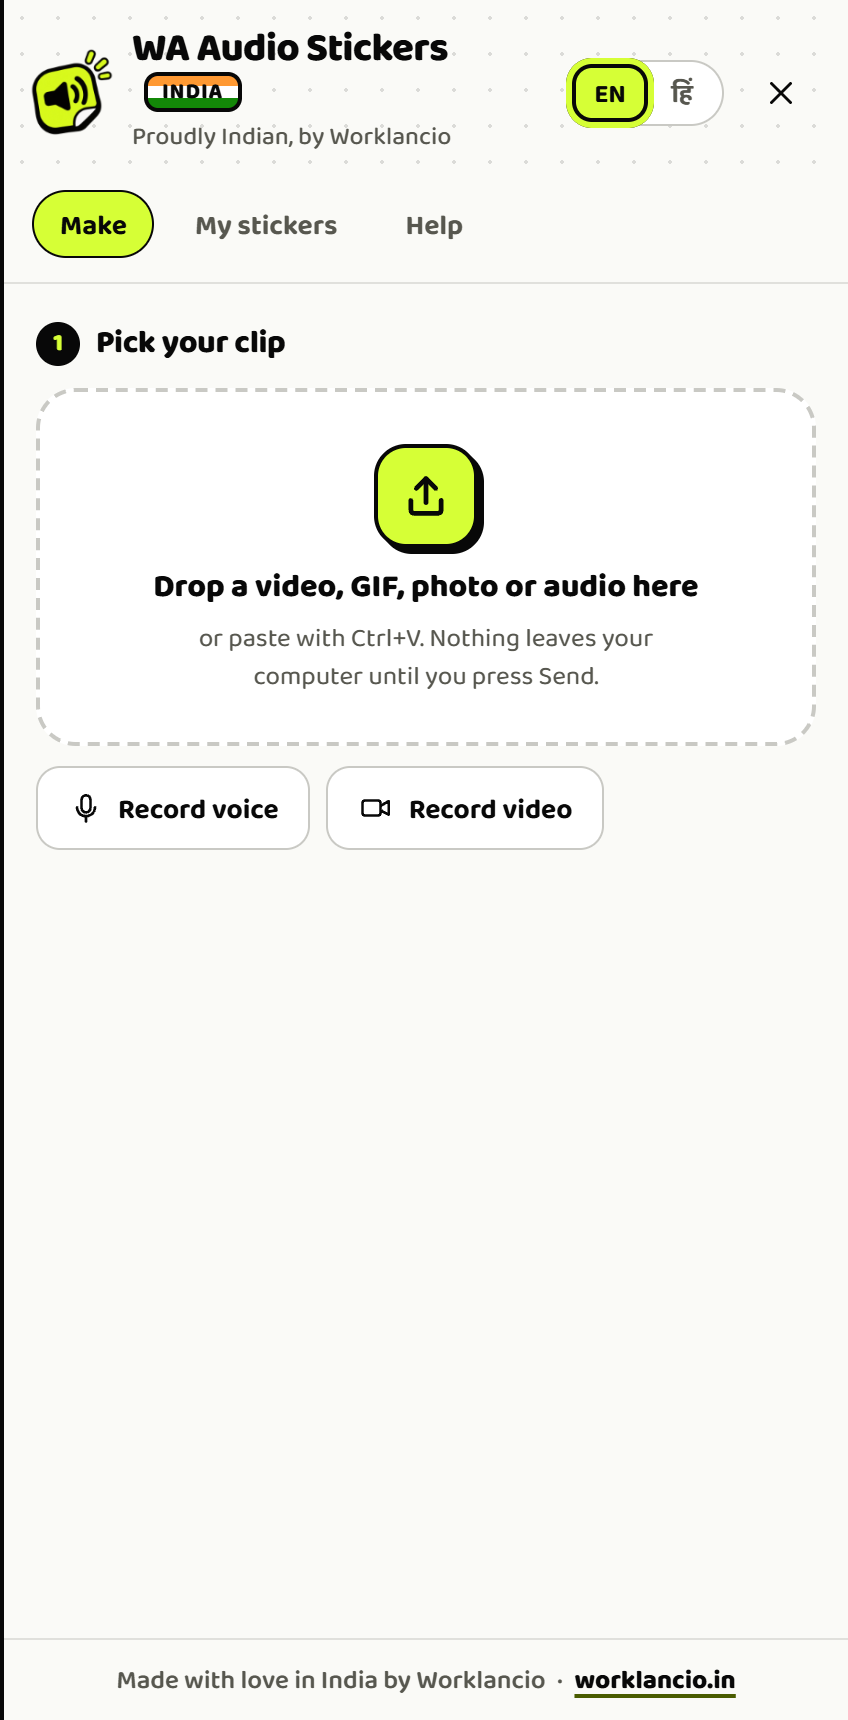 WA Audio Stickers
INDIA
Proudly Indian, by Worklancio
EN हिं
Make My stickers Help
1 Pick your clip
Drop a video, GIF, photo or audio here
or paste with Ctrl+V. Nothing leaves your
computer until you press Send.
Record voice Record video
Made with love in India by Worklancio · worklancio.in